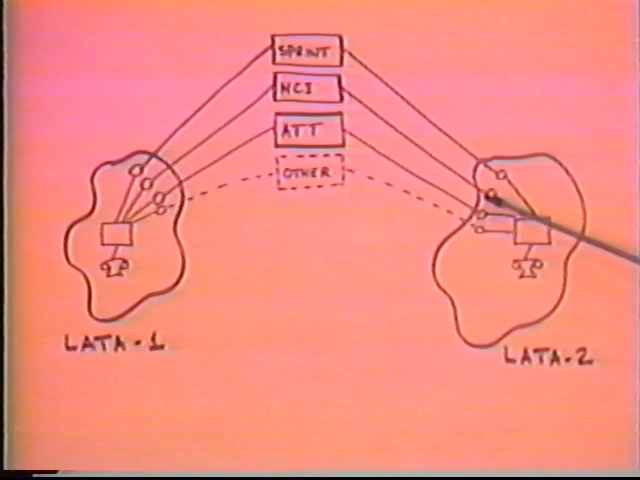 SPRINT
MCI
ATT
OTHER
LATA-1
LATA-2